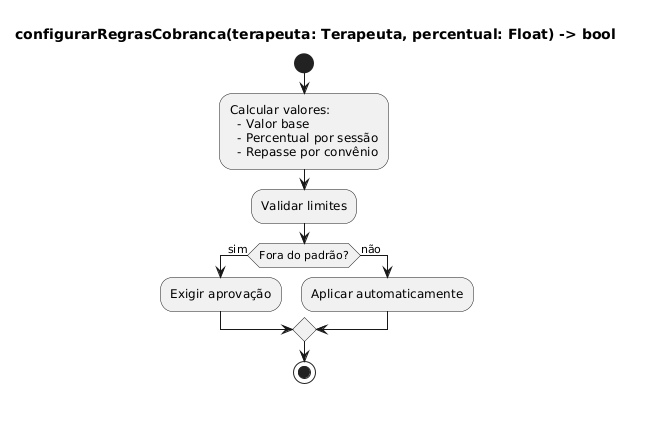 configurarRegrasCobranca(terapeuta: Terapeuta, percentual: Float) -> bool
Calcular valores:
- Valor base
- Percentual por sessão
- Repasse por convênio
Validar limites
sim
Fora do padrão?
não
Exigir aprovação
Aplicar automaticamente